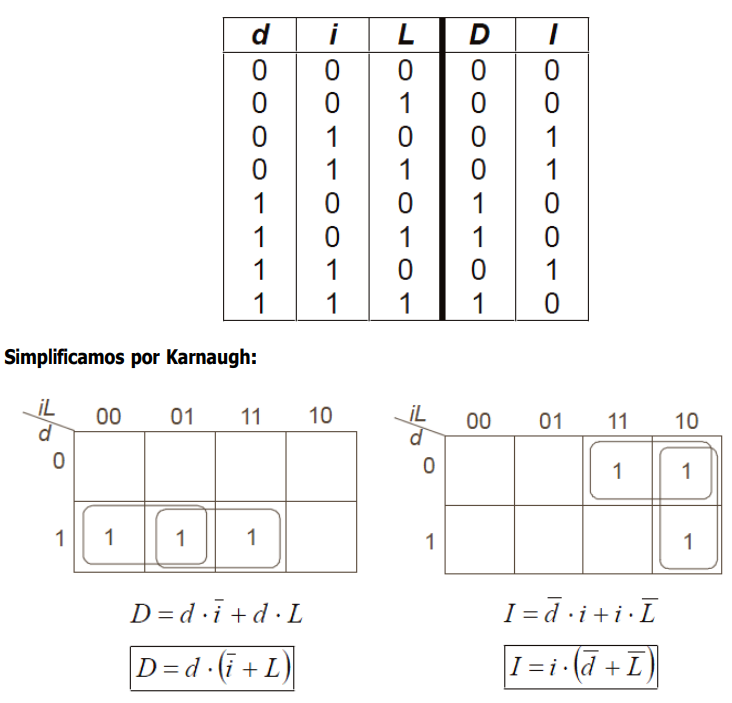 d i L D I
0 0 0 0 0
0 0 1 0 0
0 1 0 0 1
0 1 1 0 1
1 0 0 1 0
1 0 1 1 0
1 1 0 0 1
1 1 1 1 0
Simplificamos por Karnaugh:
iL 00 01 11 10
d
0
1 1 1 1
D = d · i̅ + d · L
D = d · (i̅ + L)
iL 00 01 11 10
d
0 1 1
1 1
I = d̅ · i + i · L̅
I = i · (d̅ + L̅)